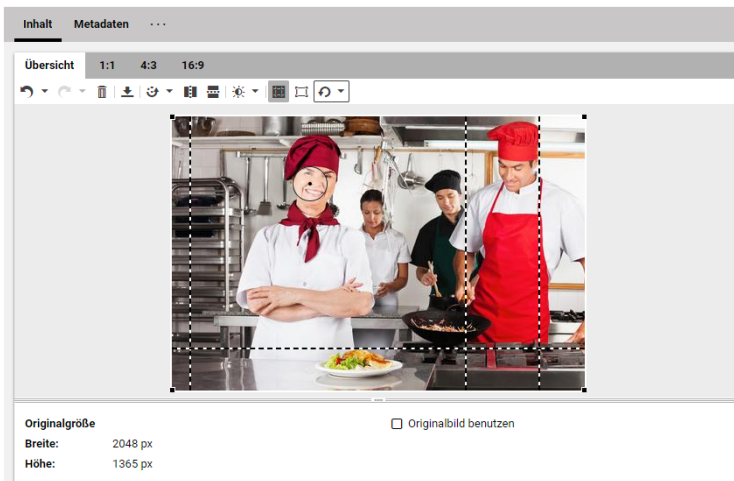 Inhalt Metadaten ...
Übersicht 1:1 4:3 16:9
Originalgröße
Originalbild benutzen
Breite: 2048 px
Höhe: 1365 px